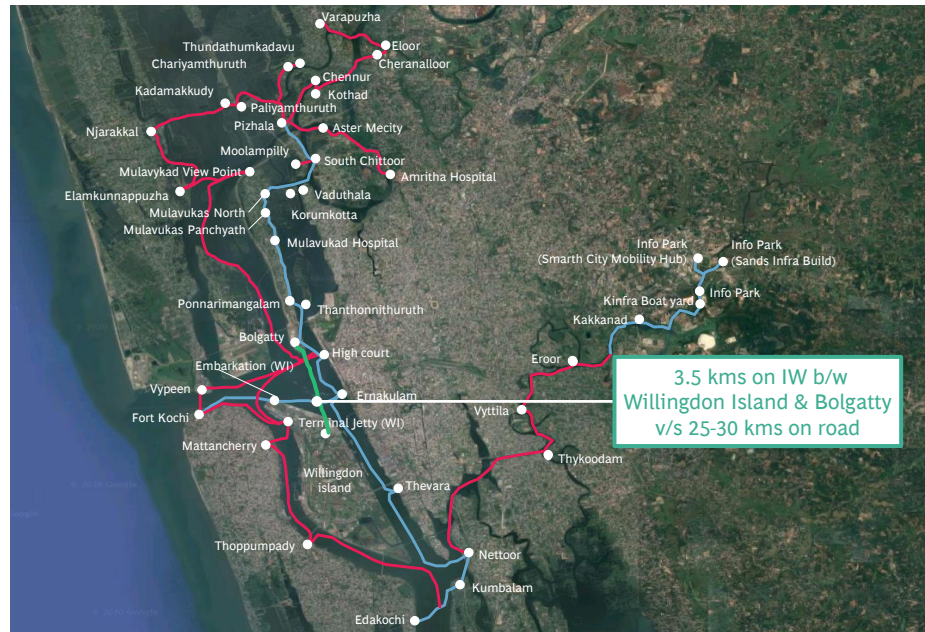 Varapuzha
Thundathumkadavu
Eloor
Chariyamthuruth
Cheranalloor
Chennur
Kadamakkudy
Kothad
Paliyamthuruth
Pizhala
Aster Mecity
Njarakkal
Moolampilly
South Chittoor
Mulavykad View Point
Amritha Hospital
Elamkunnappuzha
Vaduthala
Mulavukas North
Korumkotta
Mulavukas Panchyath
Mulavukad Hospital
Info Park
(Smarth City Mobility Hub)
Info Park
(Sands Infra Build)
Info Park
Kinfra Boat yard
Ponnarimangalam
Thanthonnithuruth
Kakkanad
Bolgatty
High court
Eroor
Embarkation (WI)
Vypeen
Ernakulam
3.5 kms on IW b/w
Willingdon Island & Bolgatty
v/s 25-30 kms on road
Fort Kochi
Terminal Jetty (WI)
Vyttila
Mattancherry
Thykoodam
Willingdon
island
Thevara
Thoppumpady
Nettoor
Kumbalam
Edakochi